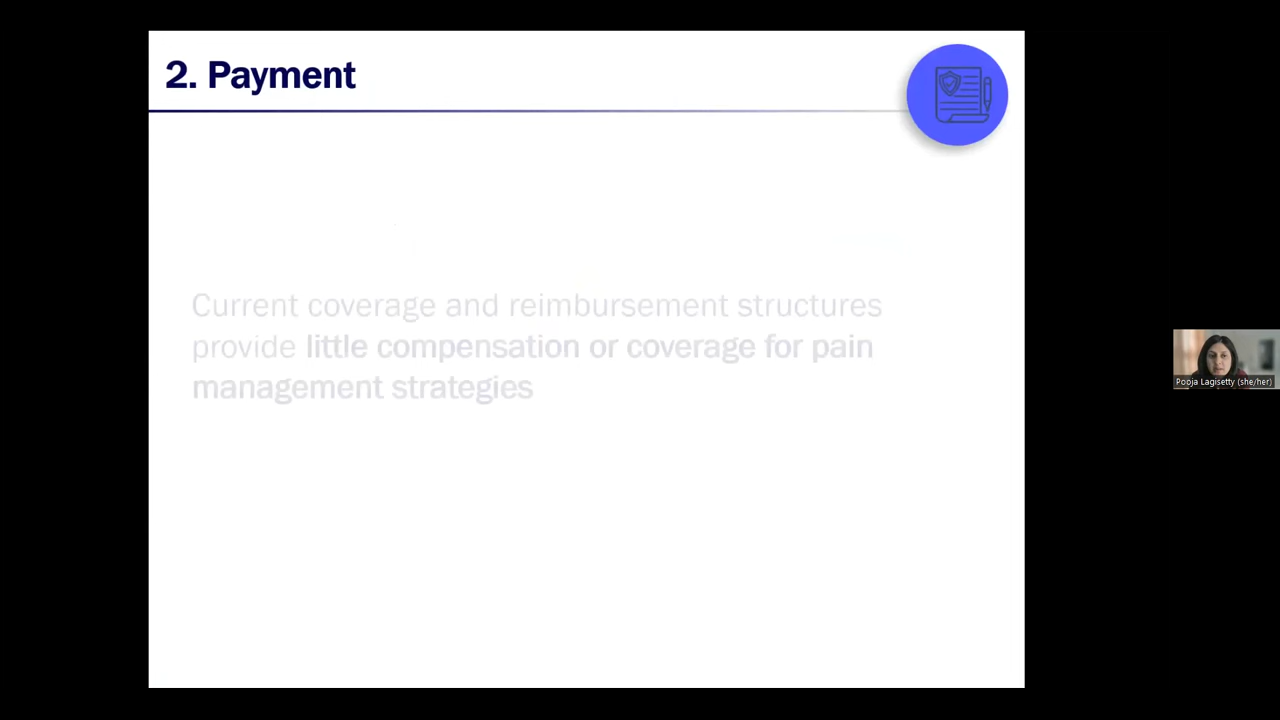 2. Payment
Current coverage and reimbursement structures
provide little compensation or coverage for pain
management strategies
Pooja Lagisetty (she/her)